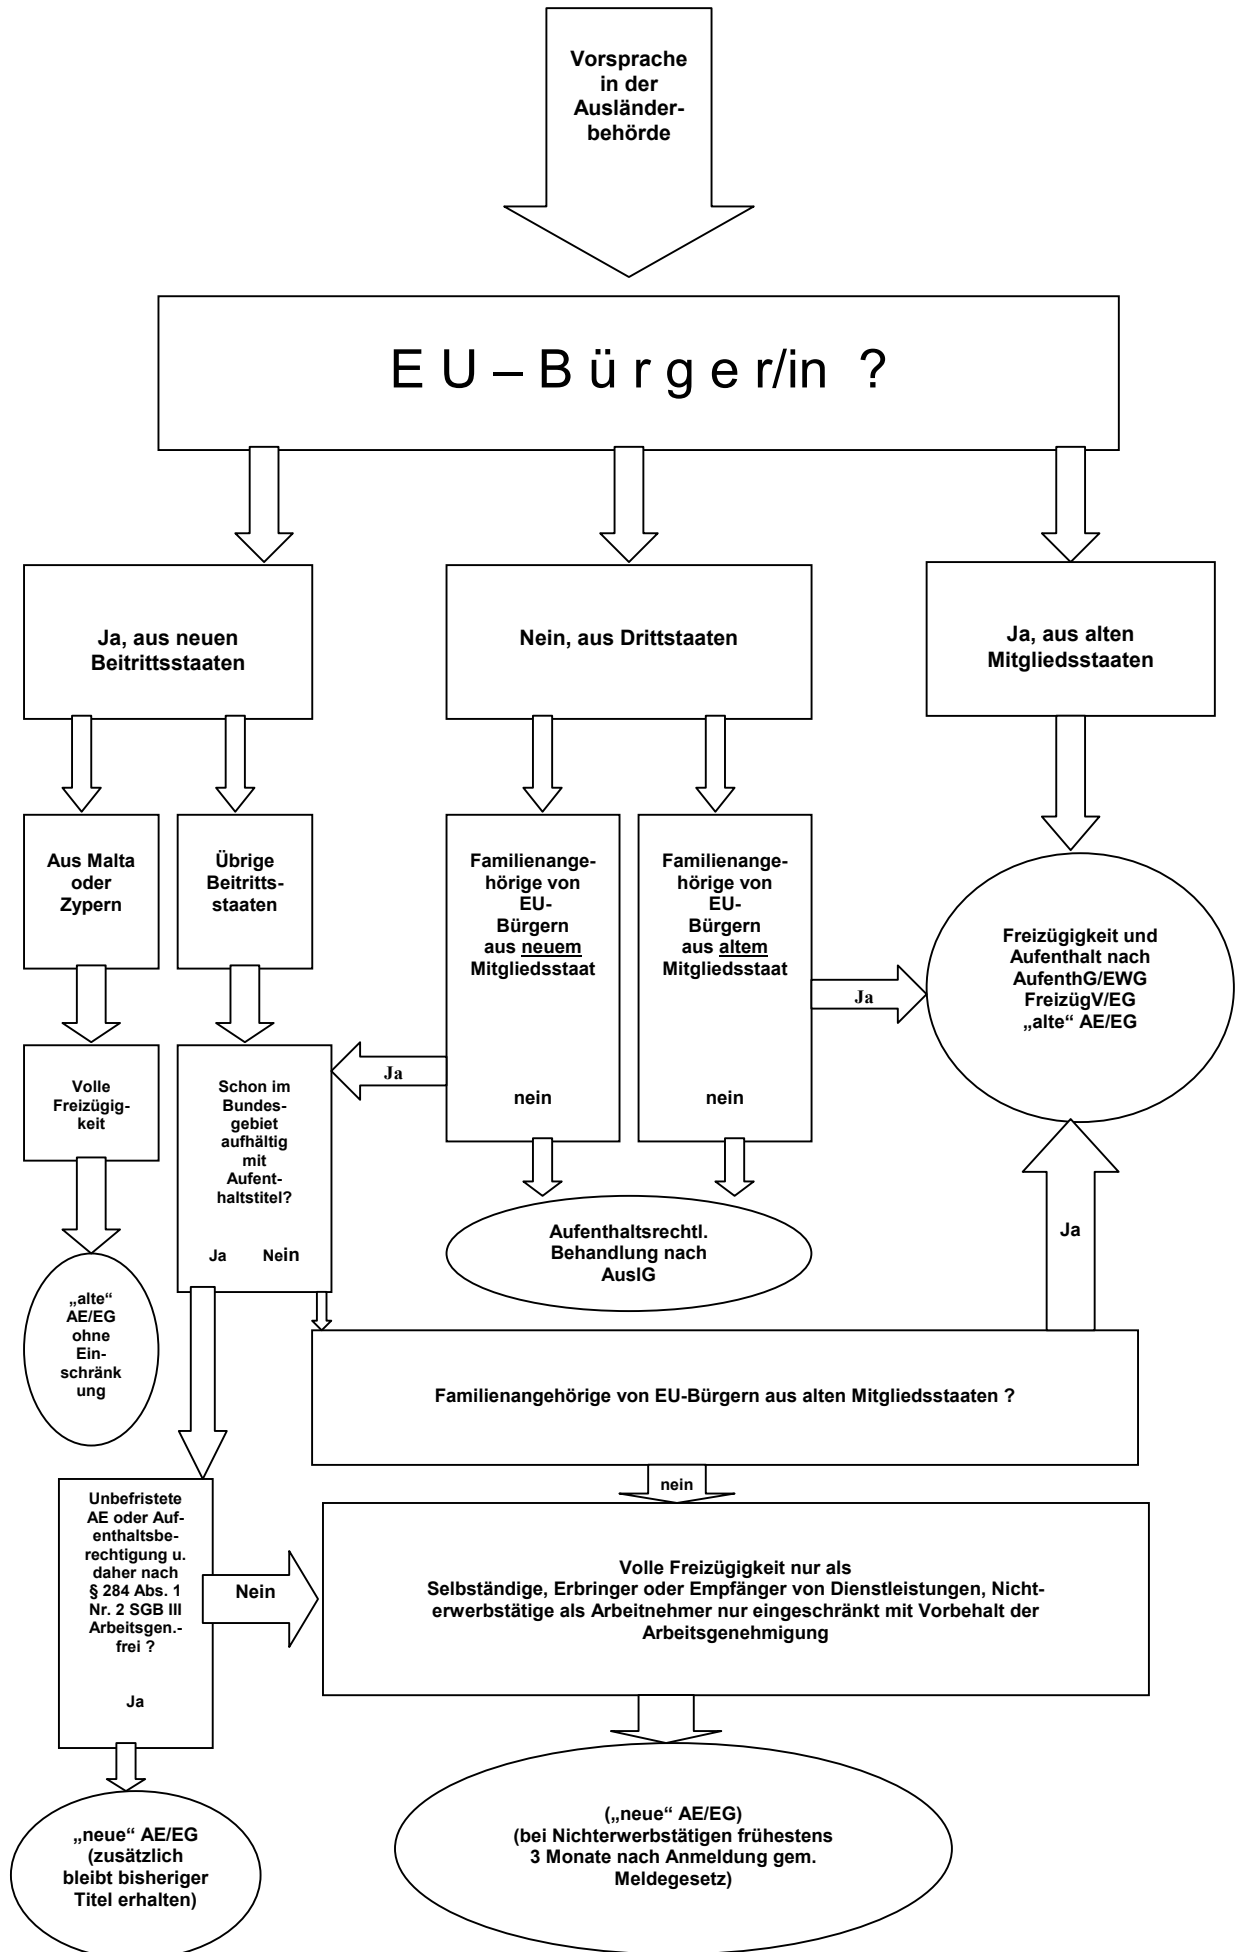 Vorsprache
in der
Ausländer-
behörde
E U – B ü r g e r/in ?
Ja, aus neuen
Beitrittsstaaten
Nein, aus Drittstaaten
Ja, aus alten
Mitgliedsstaaten
Aus Malta
oder
Zypern
Übrige
Beitritts-
staaten
Familienange-
hörige von
EU-
Bürgern
aus neuem
Mitgliedsstaat
nein
Familienange-
hörige von
EU-
Bürgern
aus altem
Mitgliedsstaat
nein
Ja
Freizügigkeit und
Aufenthalt nach
AufenthG/EWG
FreizügV/EG
„alte“ AE/EG
Volle
Freizügig-
keit
Schon im
Bundes-
gebiet
aufhältig
mit
Aufent-
haltstitel?
Ja Nein
Ja
Aufenthaltsrechtl.
Behandlung nach
AuslG
Ja
„alte“
AE/EG
ohne
Ein-
schränk
ung
Familienangehörige von EU-Bürgern aus alten Mitgliedsstaaten ?
nein
Unbefristete
AE oder Auf-
enthaltsbe-
rechtigung u.
daher nach
§ 284 Abs. 1
Nr. 2 SGB III
Arbeitsgen.-
frei ?
Ja
Nein
Volle Freizügigkeit nur als
Selbständige, Erbringer oder Empfänger von Dienstleistungen, Nicht-
erwerbstätige als Arbeitnehmer nur eingeschränkt mit Vorbehalt der
Arbeitsgenehmigung
„neue“ AE/EG
(zusätzlich
bleibt bisheriger
Titel erhalten)
(„neue“ AE/EG)
(bei Nichterwerbstätigen frühestens
3 Monate nach Anmeldung gem.
Meldegesetz)